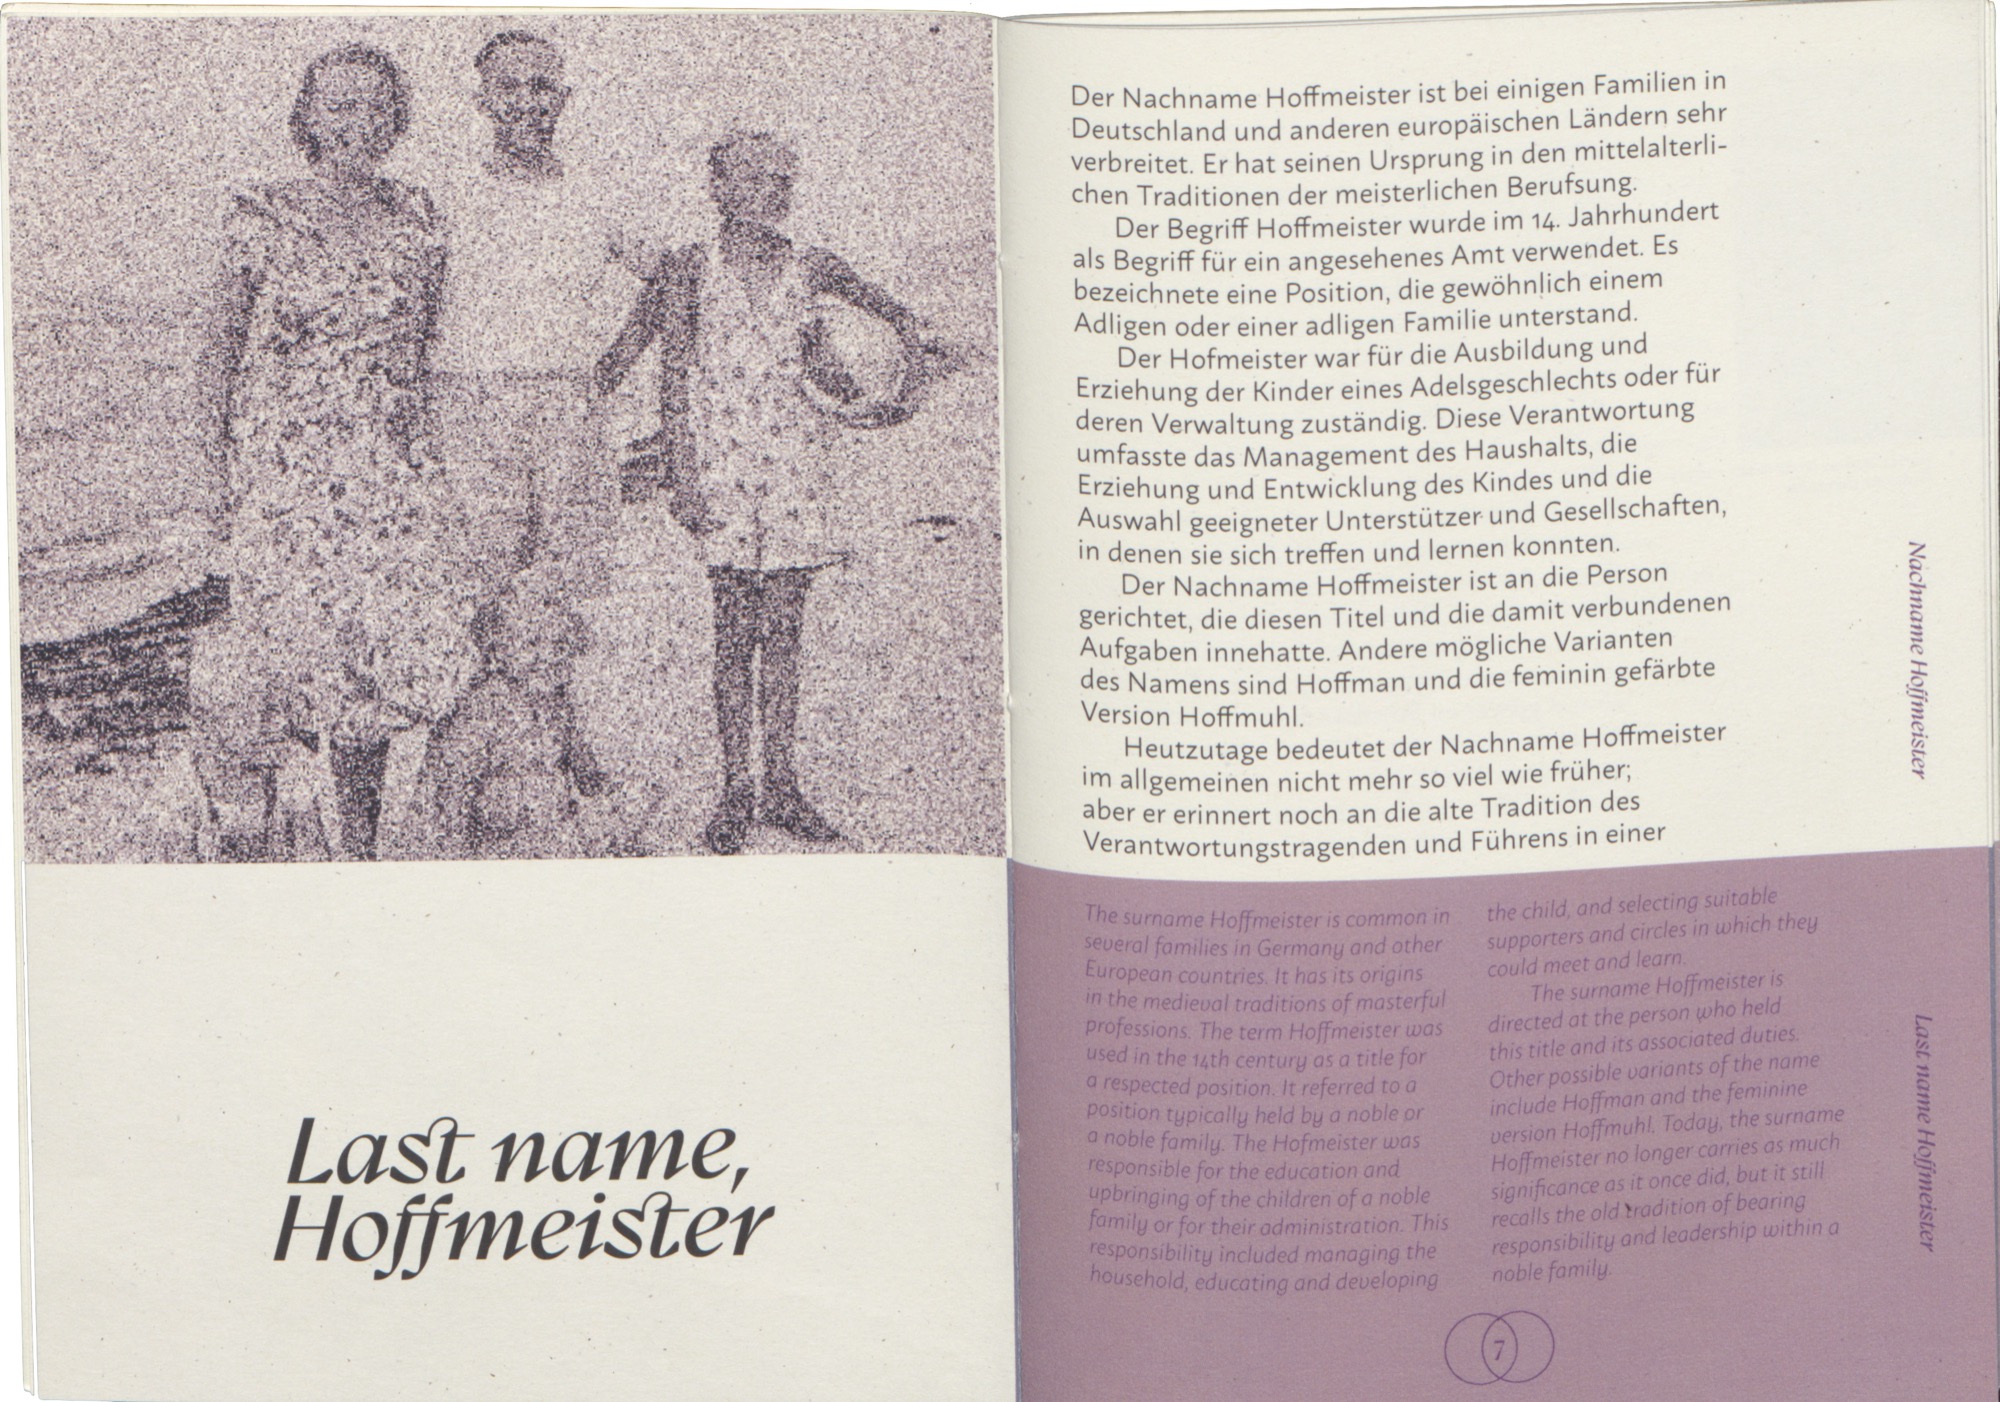 Last name,
Hoffmeister
Der Nachname Hoffmeister ist bei einigen Familien in
Deutschland und anderen europäischen Ländern sehr
verbreitet. Er hat seinen Ursprung in den mittelalterli-
chen Traditionen der meisterlichen Berufsung.
Der Begriff Hoffmeister wurde im 14. Jahrhundert
als Begriff für ein angesehenes Amt verwendet. Es
bezeichnete eine Position, die gewöhnlich einem
Adligen oder einer adligen Familie unterstand.
Der Hofmeister war für die Ausbildung und
Erziehung der Kinder eines Adelsgeschlechts oder für
deren Verwaltung zuständig. Diese Verantwortung
umfasste das Management des Haushalts, die
Erziehung und Entwicklung des Kindes und die
Auswahl geeigneter Unterstützer und Gesellschaften,
in denen sie sich treffen und lernen konnten.
Der Nachname Hoffmeister ist an die Person
gerichtet, die diesen Titel und die damit verbundenen
Aufgaben innehatte. Andere mögliche Varianten
des Namens sind Hoffman und die feminin gefärbte
Version Hoffmuhl.
Heutzutage bedeutet der Nachname Hoffmeister
im allgemeinen nicht mehr so viel wie früher;
aber er erinnert noch an die alte Tradition des
Verantwortungstragenden und Führens in einer
Nachname Hoffmeister
The surname Hoffmeister is common in
several families in Germany and other
European countries. It has its origins
in the medieval traditions of masterful
professions. The term Hoffmeister was
used in the 14th century as a title for
a respected position. It referred to a
position typically held by a noble or
a noble family. The Hofmeister was
responsible for the education and
upbringing of the children of a noble
family or for their administration. This
responsibility included managing the
household, educating and developing
the child, and selecting suitable
supporters and circles in which they
could meet and learn.
The surname Hoffmeister is
directed at the person who held
this title and its associated duties.
Other possible variants of the name
include Hoffman and the feminine
version Hoffmuhl. Today, the surname
Hoffmeister no longer carries as much
significance as it once did, but it still
recalls the old tradition of bearing
responsibility and leadership within a
noble family.
Last name Hoffmeister
7